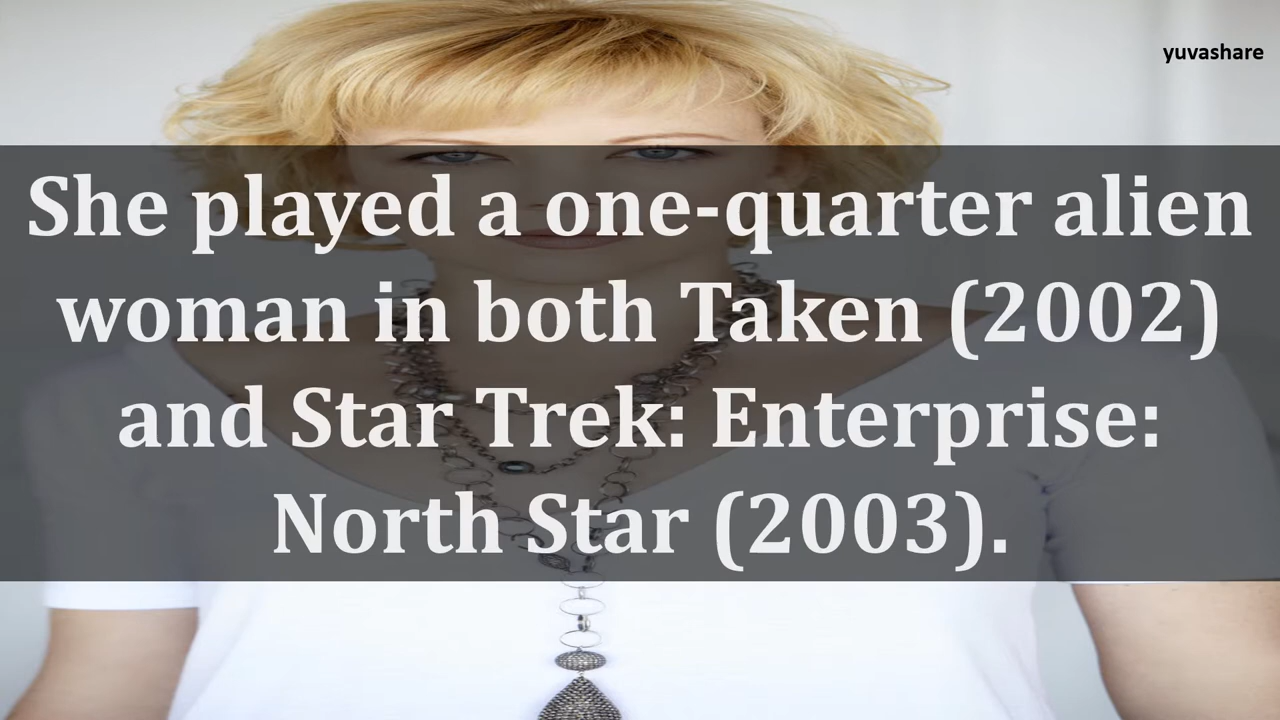 yuvashare
She played a one-quarter alien
woman in both Taken (2002)
and Star Trek: Enterprise:
North Star (2003).